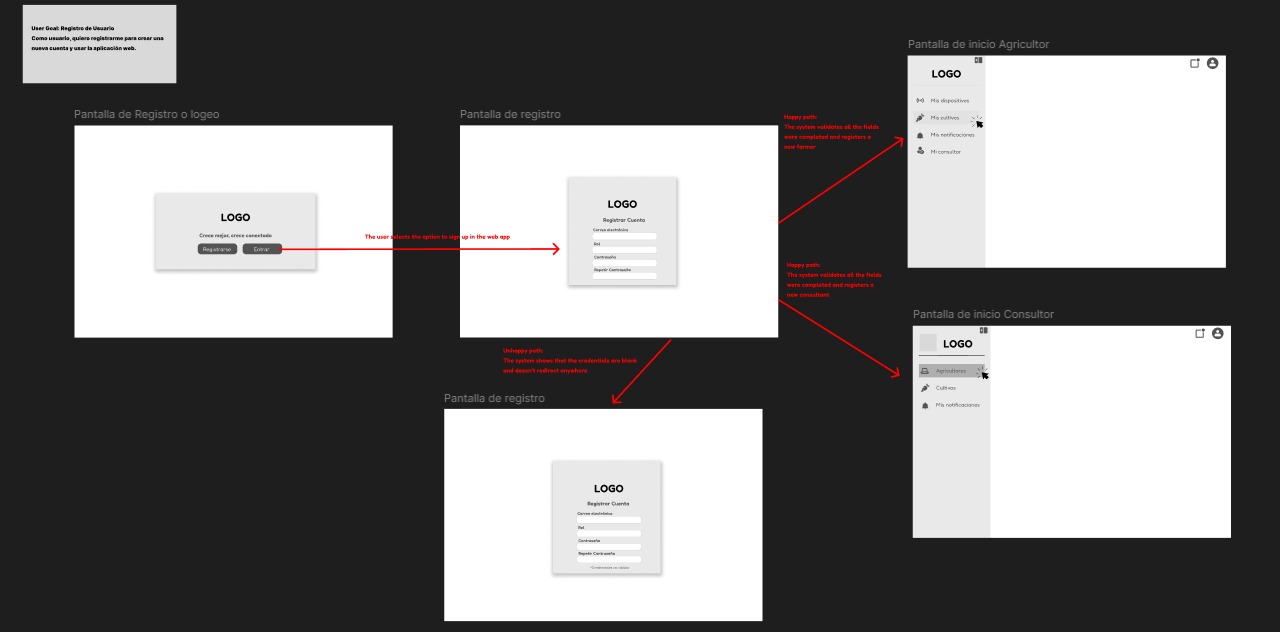 User Goal: Registro de Usuario
Como usuario, quiero registrarme para crear una
nueva cuenta y usar la aplicación web.
Pantalla de Registro o logeo
LOGO
Crece mejor, crece conectado
Registrarse
Entrar
The user selects the option to sign up in the web app
Pantalla de registro
LOGO
Registrar Cuenta
Correo electrónico
Rol
Contraseña
Repetir Contraseña
Happy path:
The system validates all the fields
were completed and registers a
new farmer
Pantalla de inicio Agricultor
LOGO
Mis dispositivos
Mis cultivos
Mis notificaciones
Mi consultor
Happy path:
The system validates all the fields
were completed and registers a
new consultant
Pantalla de inicio Consultor
LOGO
Agricultores
Cultivos
Mis notificaciones
Unhappy path:
The system shows that the credentials are blank
and doesn't redirect anywhere
Pantalla de registro
LOGO
Registrar Cuenta
Correo electrónico
Rol
Contraseña
Repetir Contraseña